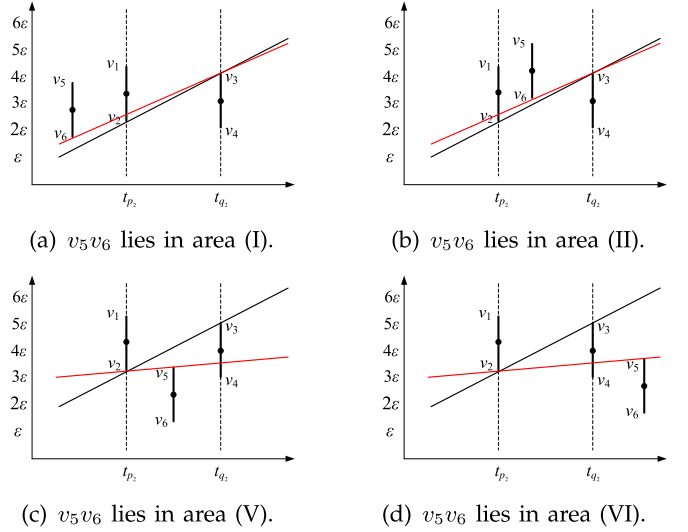 6ε
5ε
4ε
3ε
2ε
ε
v5
v6
v1
v2
v3
v4
tp2
tq2
(a) v5v6 lies in area (I).
6ε
5ε
4ε
3ε
2ε
ε
v1
v2
v5
v6
v3
v4
tp2
tq2
(b) v5v6 lies in area (II).
6ε
5ε
4ε
3ε
2ε
ε
v1
v2
v5
v6
v3
v4
tp2
tq2
(c) v5v6 lies in area (V).
6ε
5ε
4ε
3ε
2ε
ε
v1
v2
v3
v4
v5
v6
tp2
tq2
(d) v5v6 lies in area (VI).